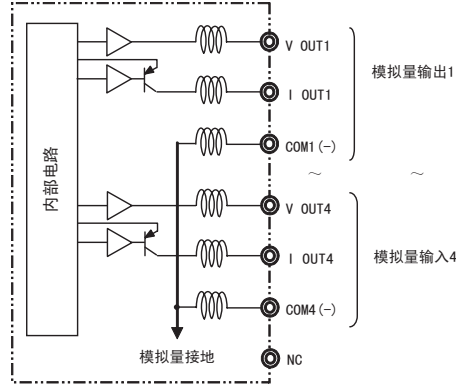 内部电路
V OUT1
I OUT1
模拟量输出1
COM1(-)
~ ~
V OUT4
I OUT4
模拟量输入4
COM4(-)
模拟量接地
NC